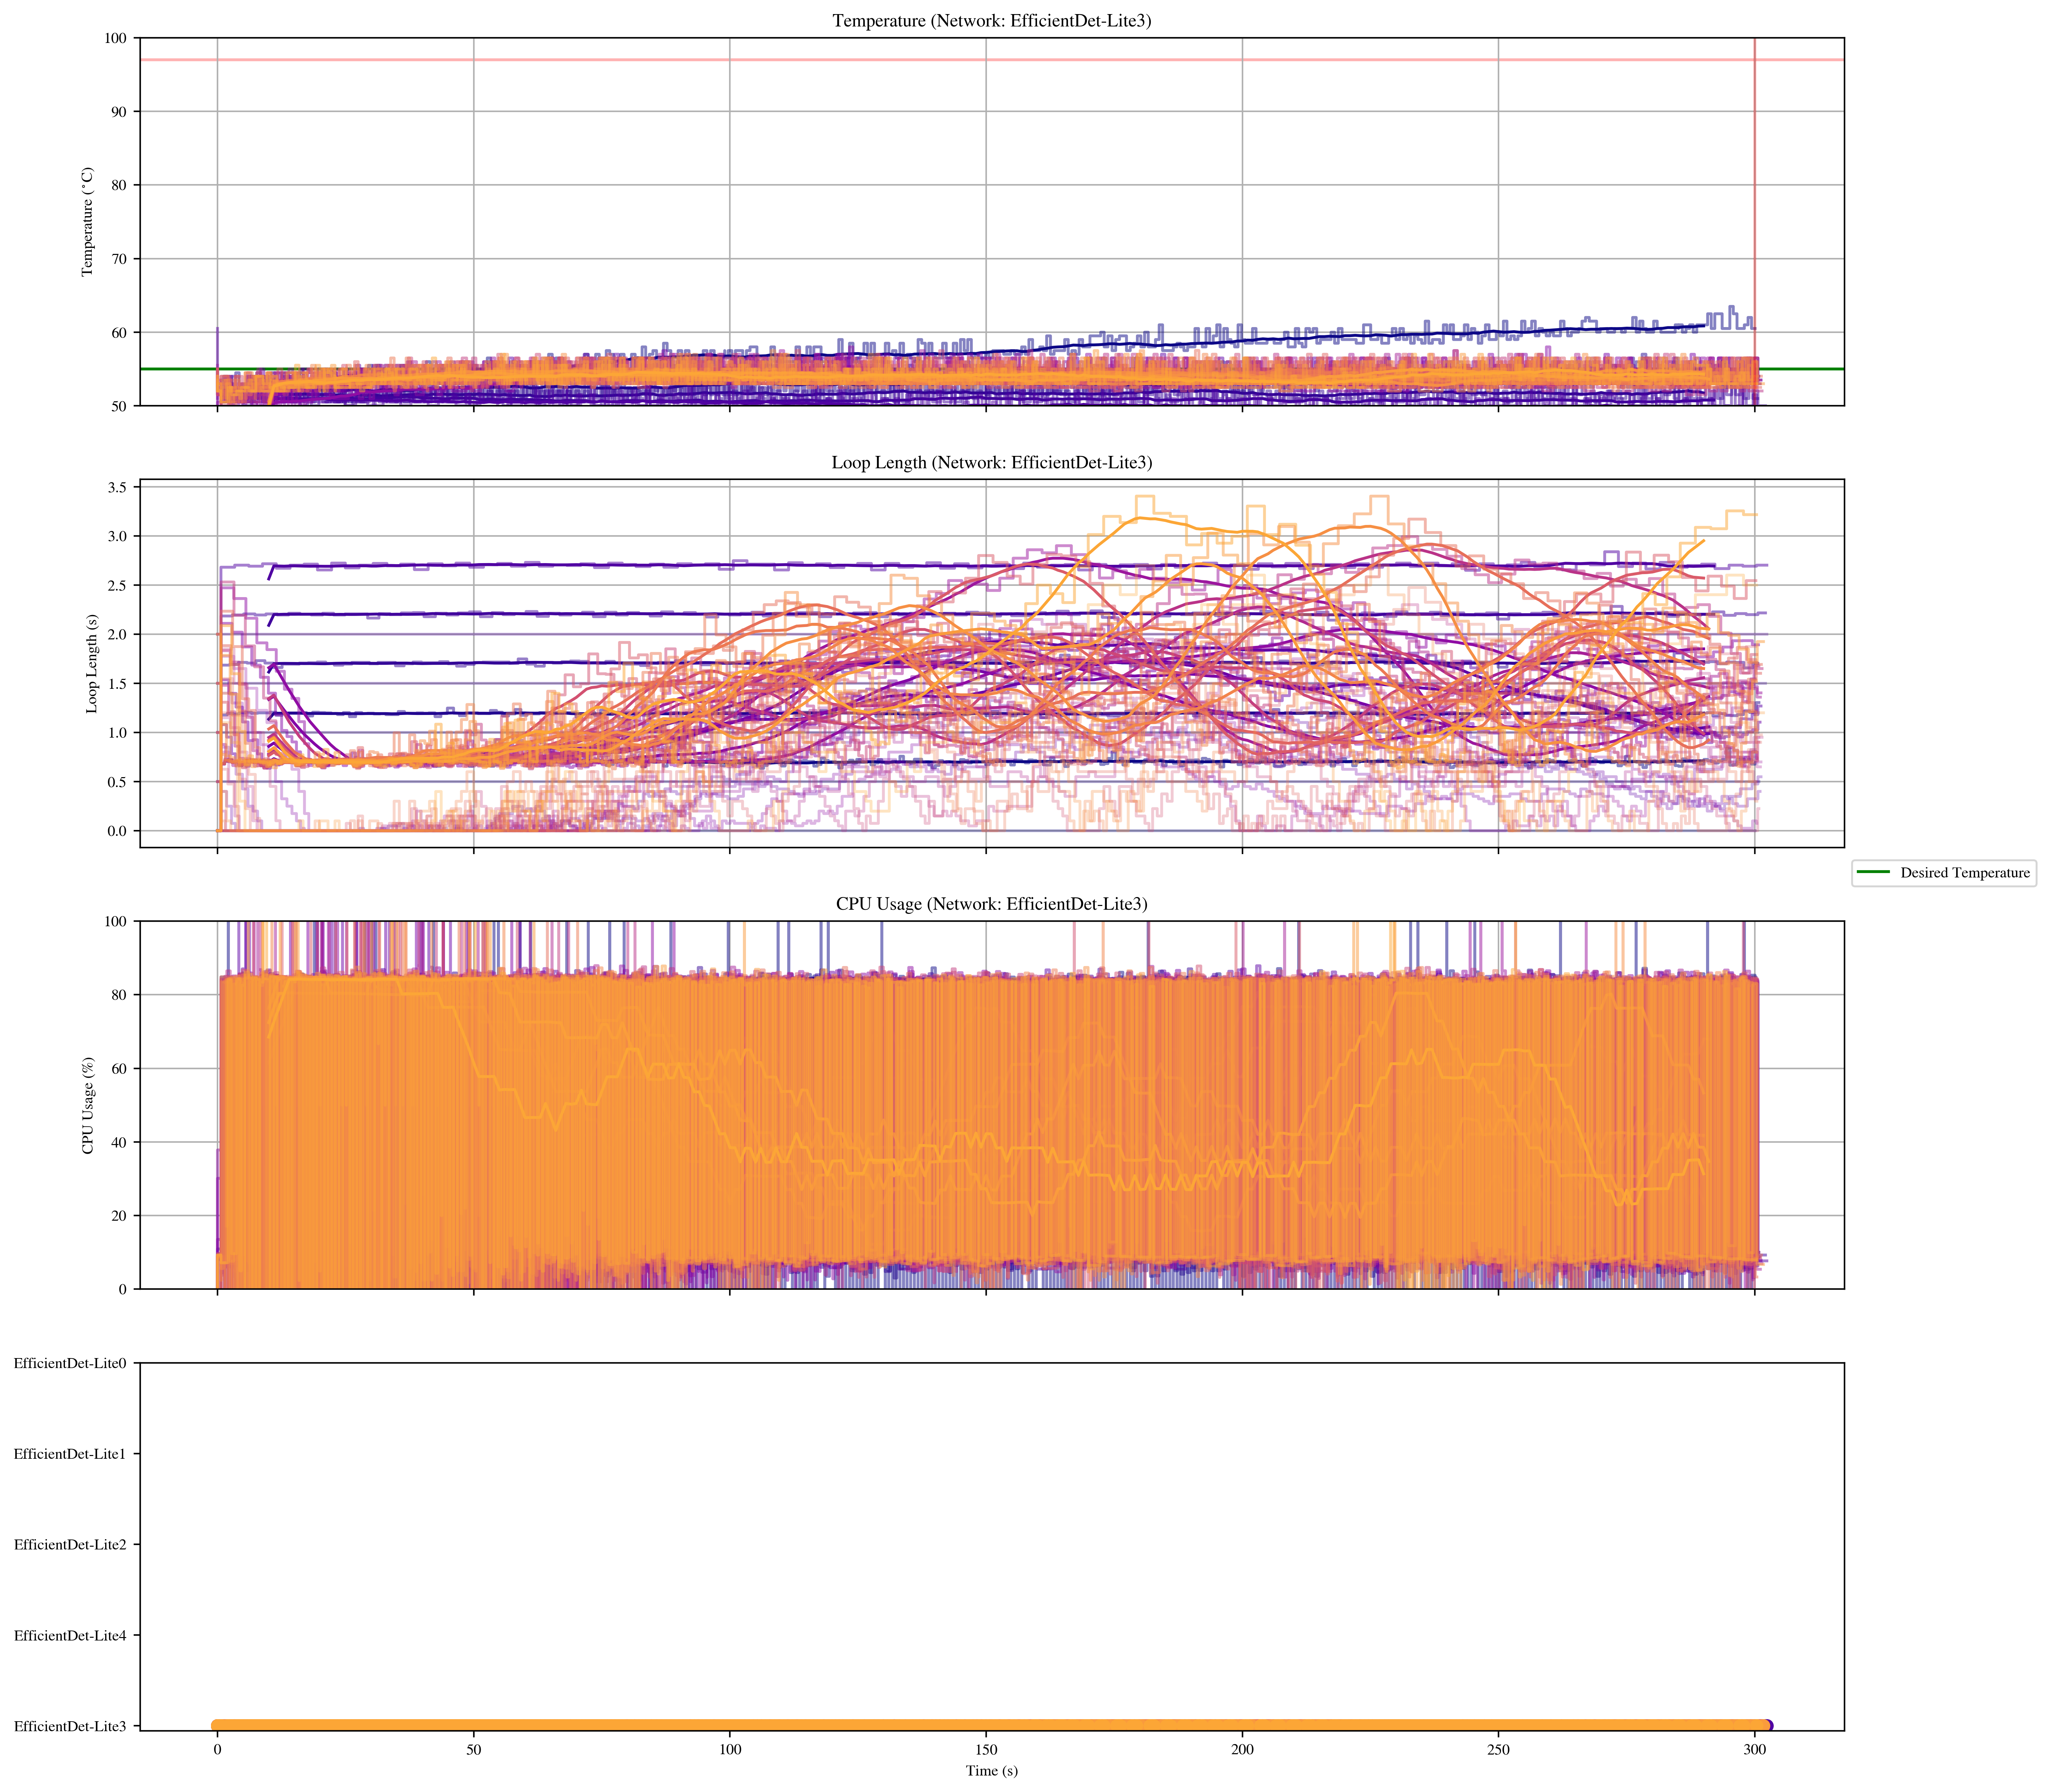 Temperature (Network: EfficientDet-Lite3)
100
90
80
70
60
50
Temperature (°C)
Loop Length (Network: EfficientDet-Lite3)
3.5
3.0
2.5
2.0
1.5
1.0
0.5
0.0
Loop Length (s)
Desired Temperature
CPU Usage (Network: EfficientDet-Lite3)
100
80
60
40
20
0
CPU Usage (%)
EfficientDet-Lite0
EfficientDet-Lite1
EfficientDet-Lite2
EfficientDet-Lite4
EfficientDet-Lite3
0 50 100 150 200 250 300
Time (s)